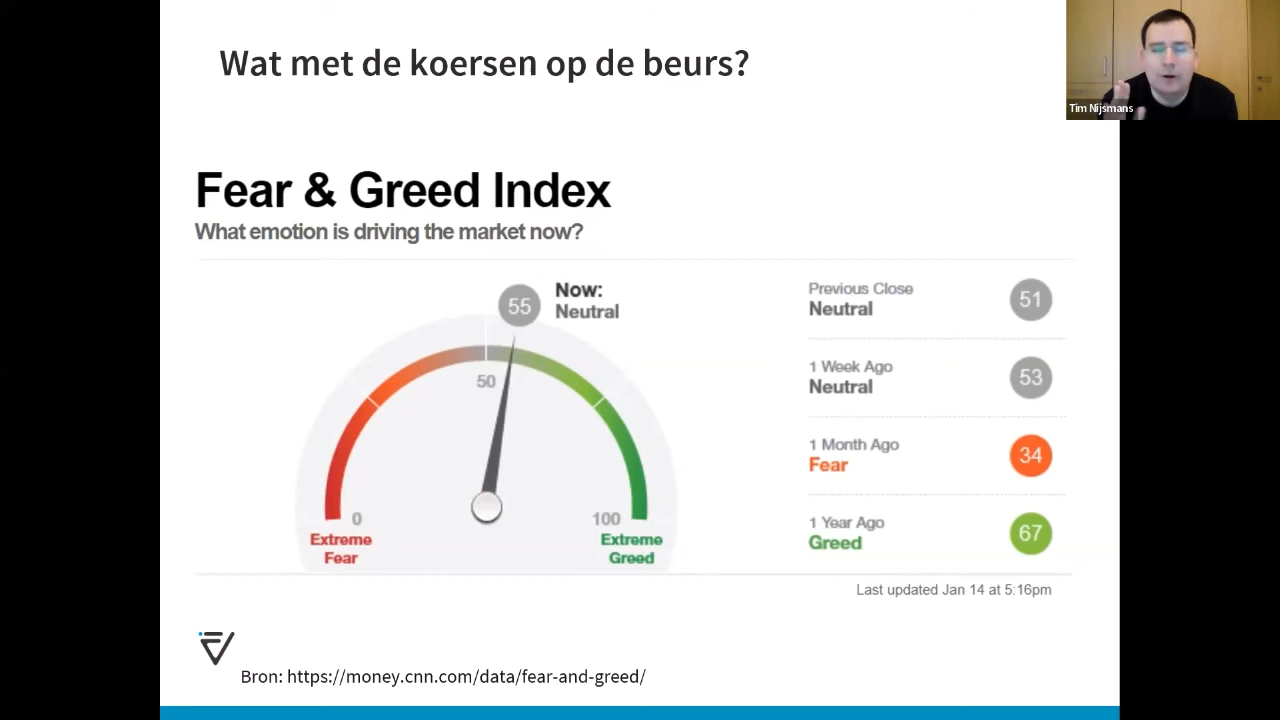 Wat met de koersen op de beurs?
Tim Nijsmans
Fear & Greed Index
What emotion is driving the market now?
55
Now:
Neutral
50
0
Extreme
Fear
100
Extreme
Greed
Previous Close
Neutral
51
1 Week Ago
Neutral
53
1 Month Ago
Fear
34
1 Year Ago
Greed
67
Last updated Jan 14 at 5:16pm
Bron: https://money.cnn.com/data/fear-and-greed/